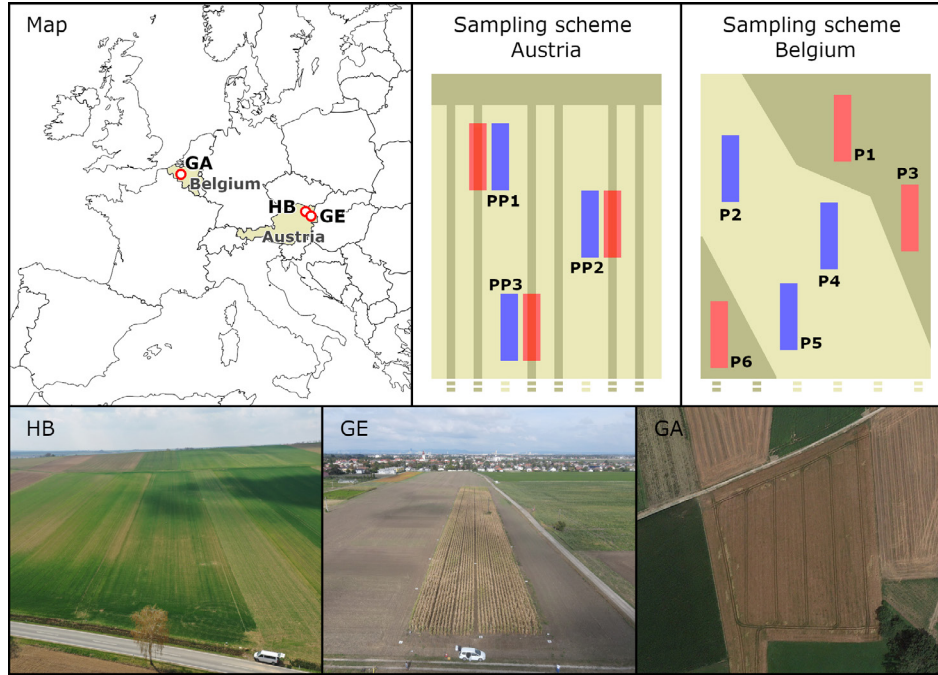 Map
GA
Belgium
HB
GE
Austria
Sampling scheme
Austria
PP1
PP2
PP3
Sampling scheme
Belgium
P1
P2
P3
P4
P5
P6
HB
GE
GA